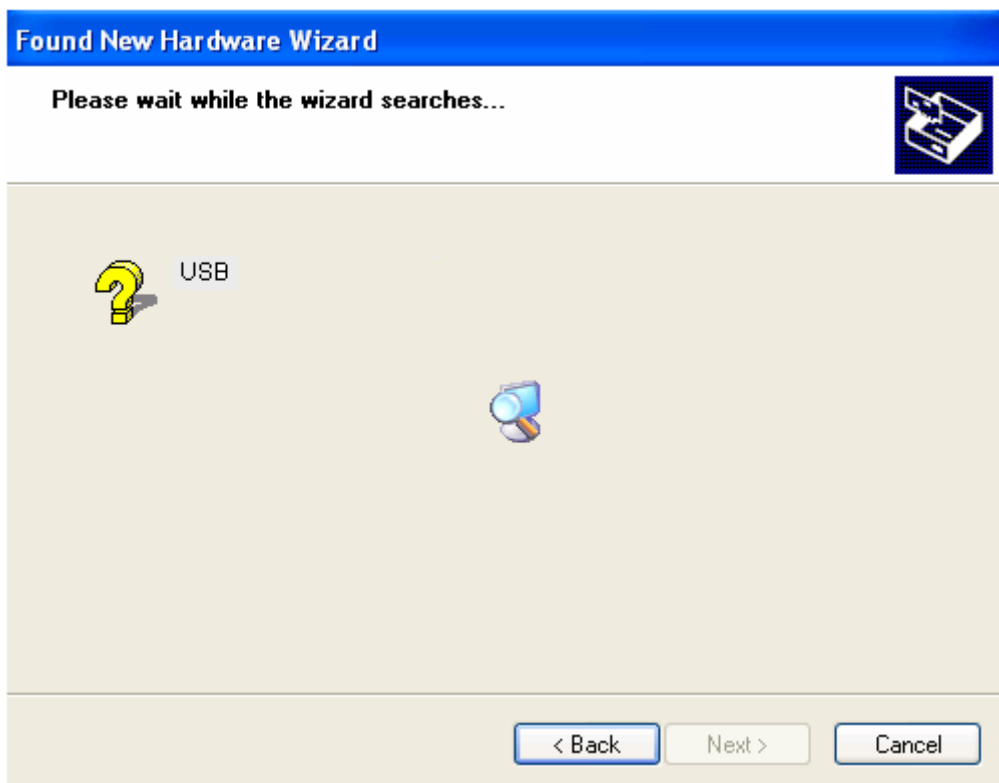 Found New Hardware Wizard
Please wait while the wizard searches...
USB
< Back Next > Cancel